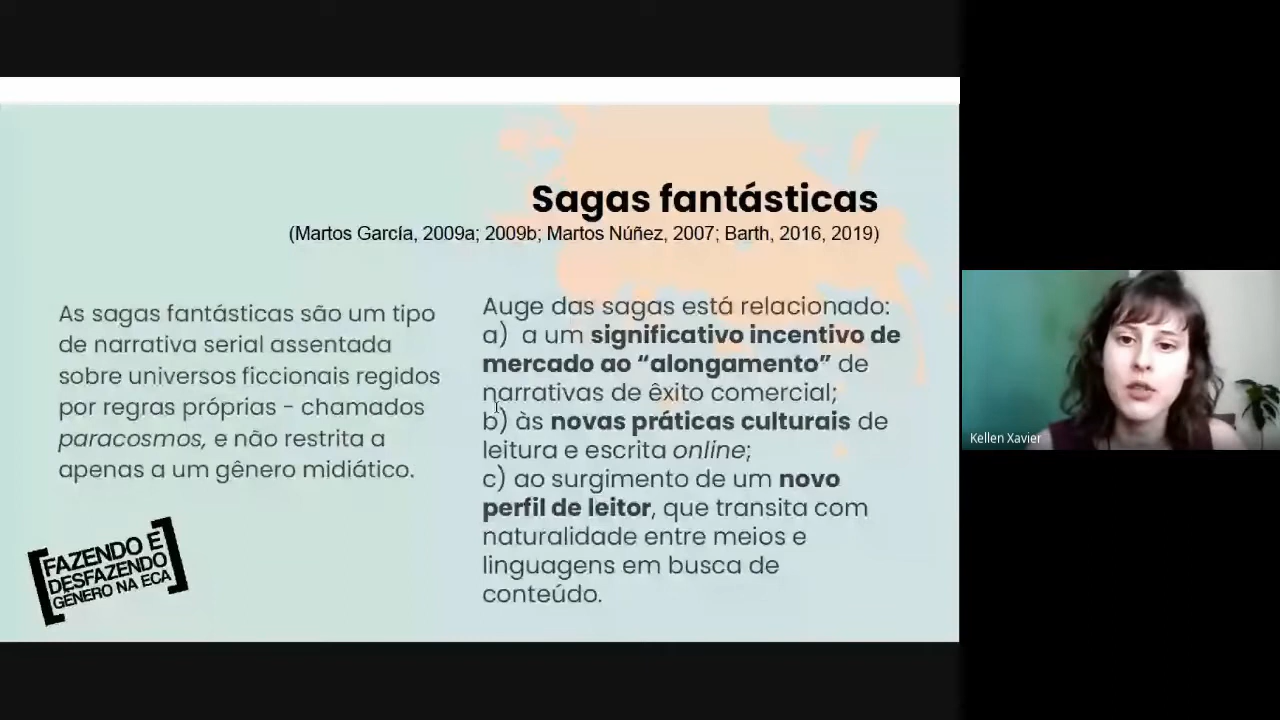 Sagas fantásticas
(Martos García, 2009a; 2009b; Martos Núñez, 2007; Barth, 2016, 2019)
As sagas fantásticas são um tipo
de narrativa serial assentada
sobre universos ficcionais regidos
por regras próprias - chamados
paracosmos, e não restrita a
apenas a um gênero midiático.
Auge das sagas está relacionado:
a) a um significativo incentivo de
mercado ao “alongamento” de
narrativas de êxito comercial;
b) às novas práticas culturais de
leitura e escrita online;
c) ao surgimento de um novo
perfil de leitor, que transita com
naturalidade entre meios e
linguagens em busca de
conteúdo.
[FAZENDO E
DESFAZENDO
GÊNERO NA ECA]
Kellen Xavier